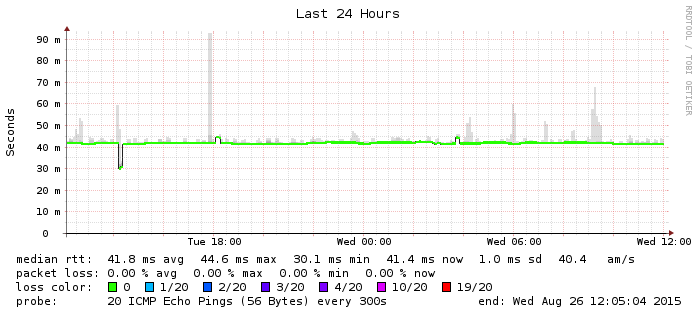 Last 24 Hours
RRDTOOL / TOBI OETIKER
Seconds
90 m
80 m
70 m
60 m
50 m
40 m
30 m
20 m
10 m
0
Tue 18:00 Wed 00:00 Wed 06:00 Wed 12:00
median rtt: 41.8 ms avg 44.6 ms max 30.1 ms min 41.4 ms now 1.0 ms sd 40.4 am/s
packet loss: 0.00 % avg 0.00 % max 0.00 % min 0.00 % now
loss color: 0 1/20 2/20 3/20 4/20 10/20 19/20
probe: 20 ICMP Echo Pings (56 Bytes) every 300s end: Wed Aug 26 12:05:04 2015